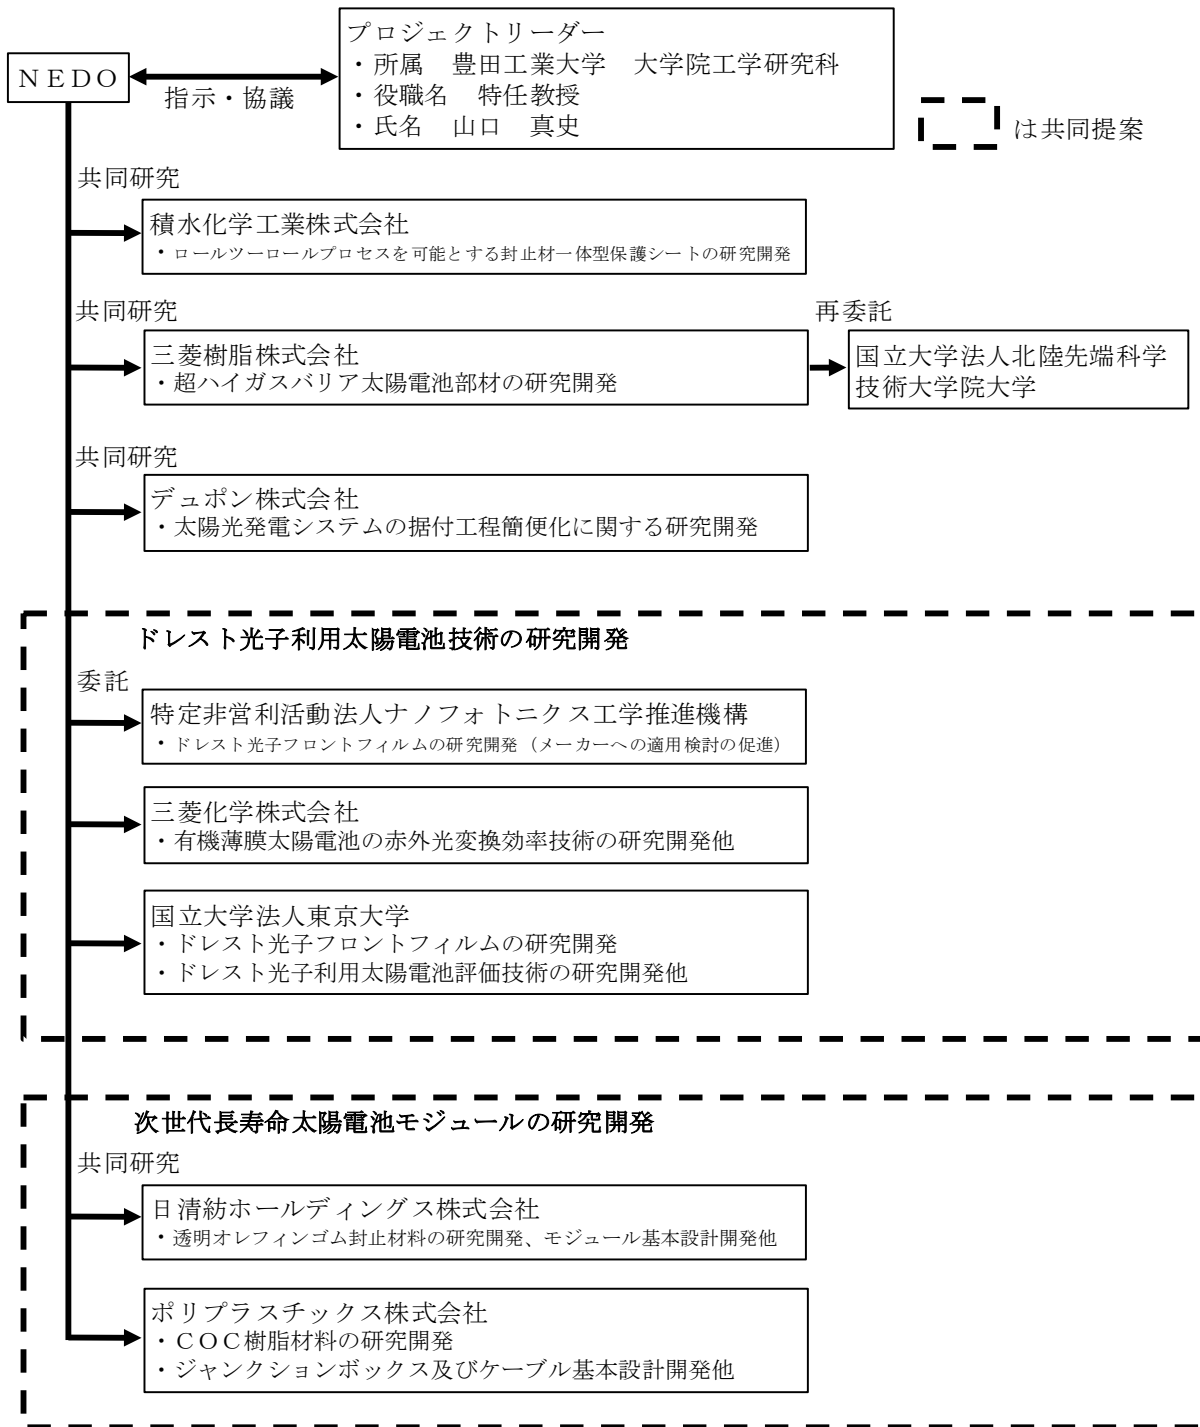 プロジェクトリーダー
・所属　豊田工業大学　大学院工学研究科
・役職名　特任教授
・氏名　山口　真史
ＮＥＤＯ
指示・協議
は共同提案
共同研究
積水化学工業株式会社
・ロールツーロールプロセスを可能とする封止材一体型保護シートの研究開発
共同研究
三菱樹脂株式会社
・超ハイガスバリア太陽電池部材の研究開発
再委託
国立大学法人北陸先端科学
技術大学院大学
共同研究
デュポン株式会社
・太陽光発電システムの据付工程簡便化に関する研究開発
ドレスト光子利用太陽電池技術の研究開発
委託
特定非営利活動法人ナノフォトニクス工学推進機構
・ドレスト光子フロントフィルムの研究開発（メーカーへの適用検討の促進）
三菱化学株式会社
・有機薄膜太陽電池の赤外光変換効率技術の研究開発他
国立大学法人東京大学
・ドレスト光子フロントフィルムの研究開発
・ドレスト光子利用太陽電池評価技術の研究開発他
次世代長寿命太陽電池モジュールの研究開発
共同研究
日清紡ホールディングス株式会社
・透明オレフィンゴム封止材料の研究開発、モジュール基本設計開発他
ポリプラスチックス株式会社
・ＣＯＣ樹脂材料の研究開発
・ジャンクションボックス及びケーブル基本設計開発他